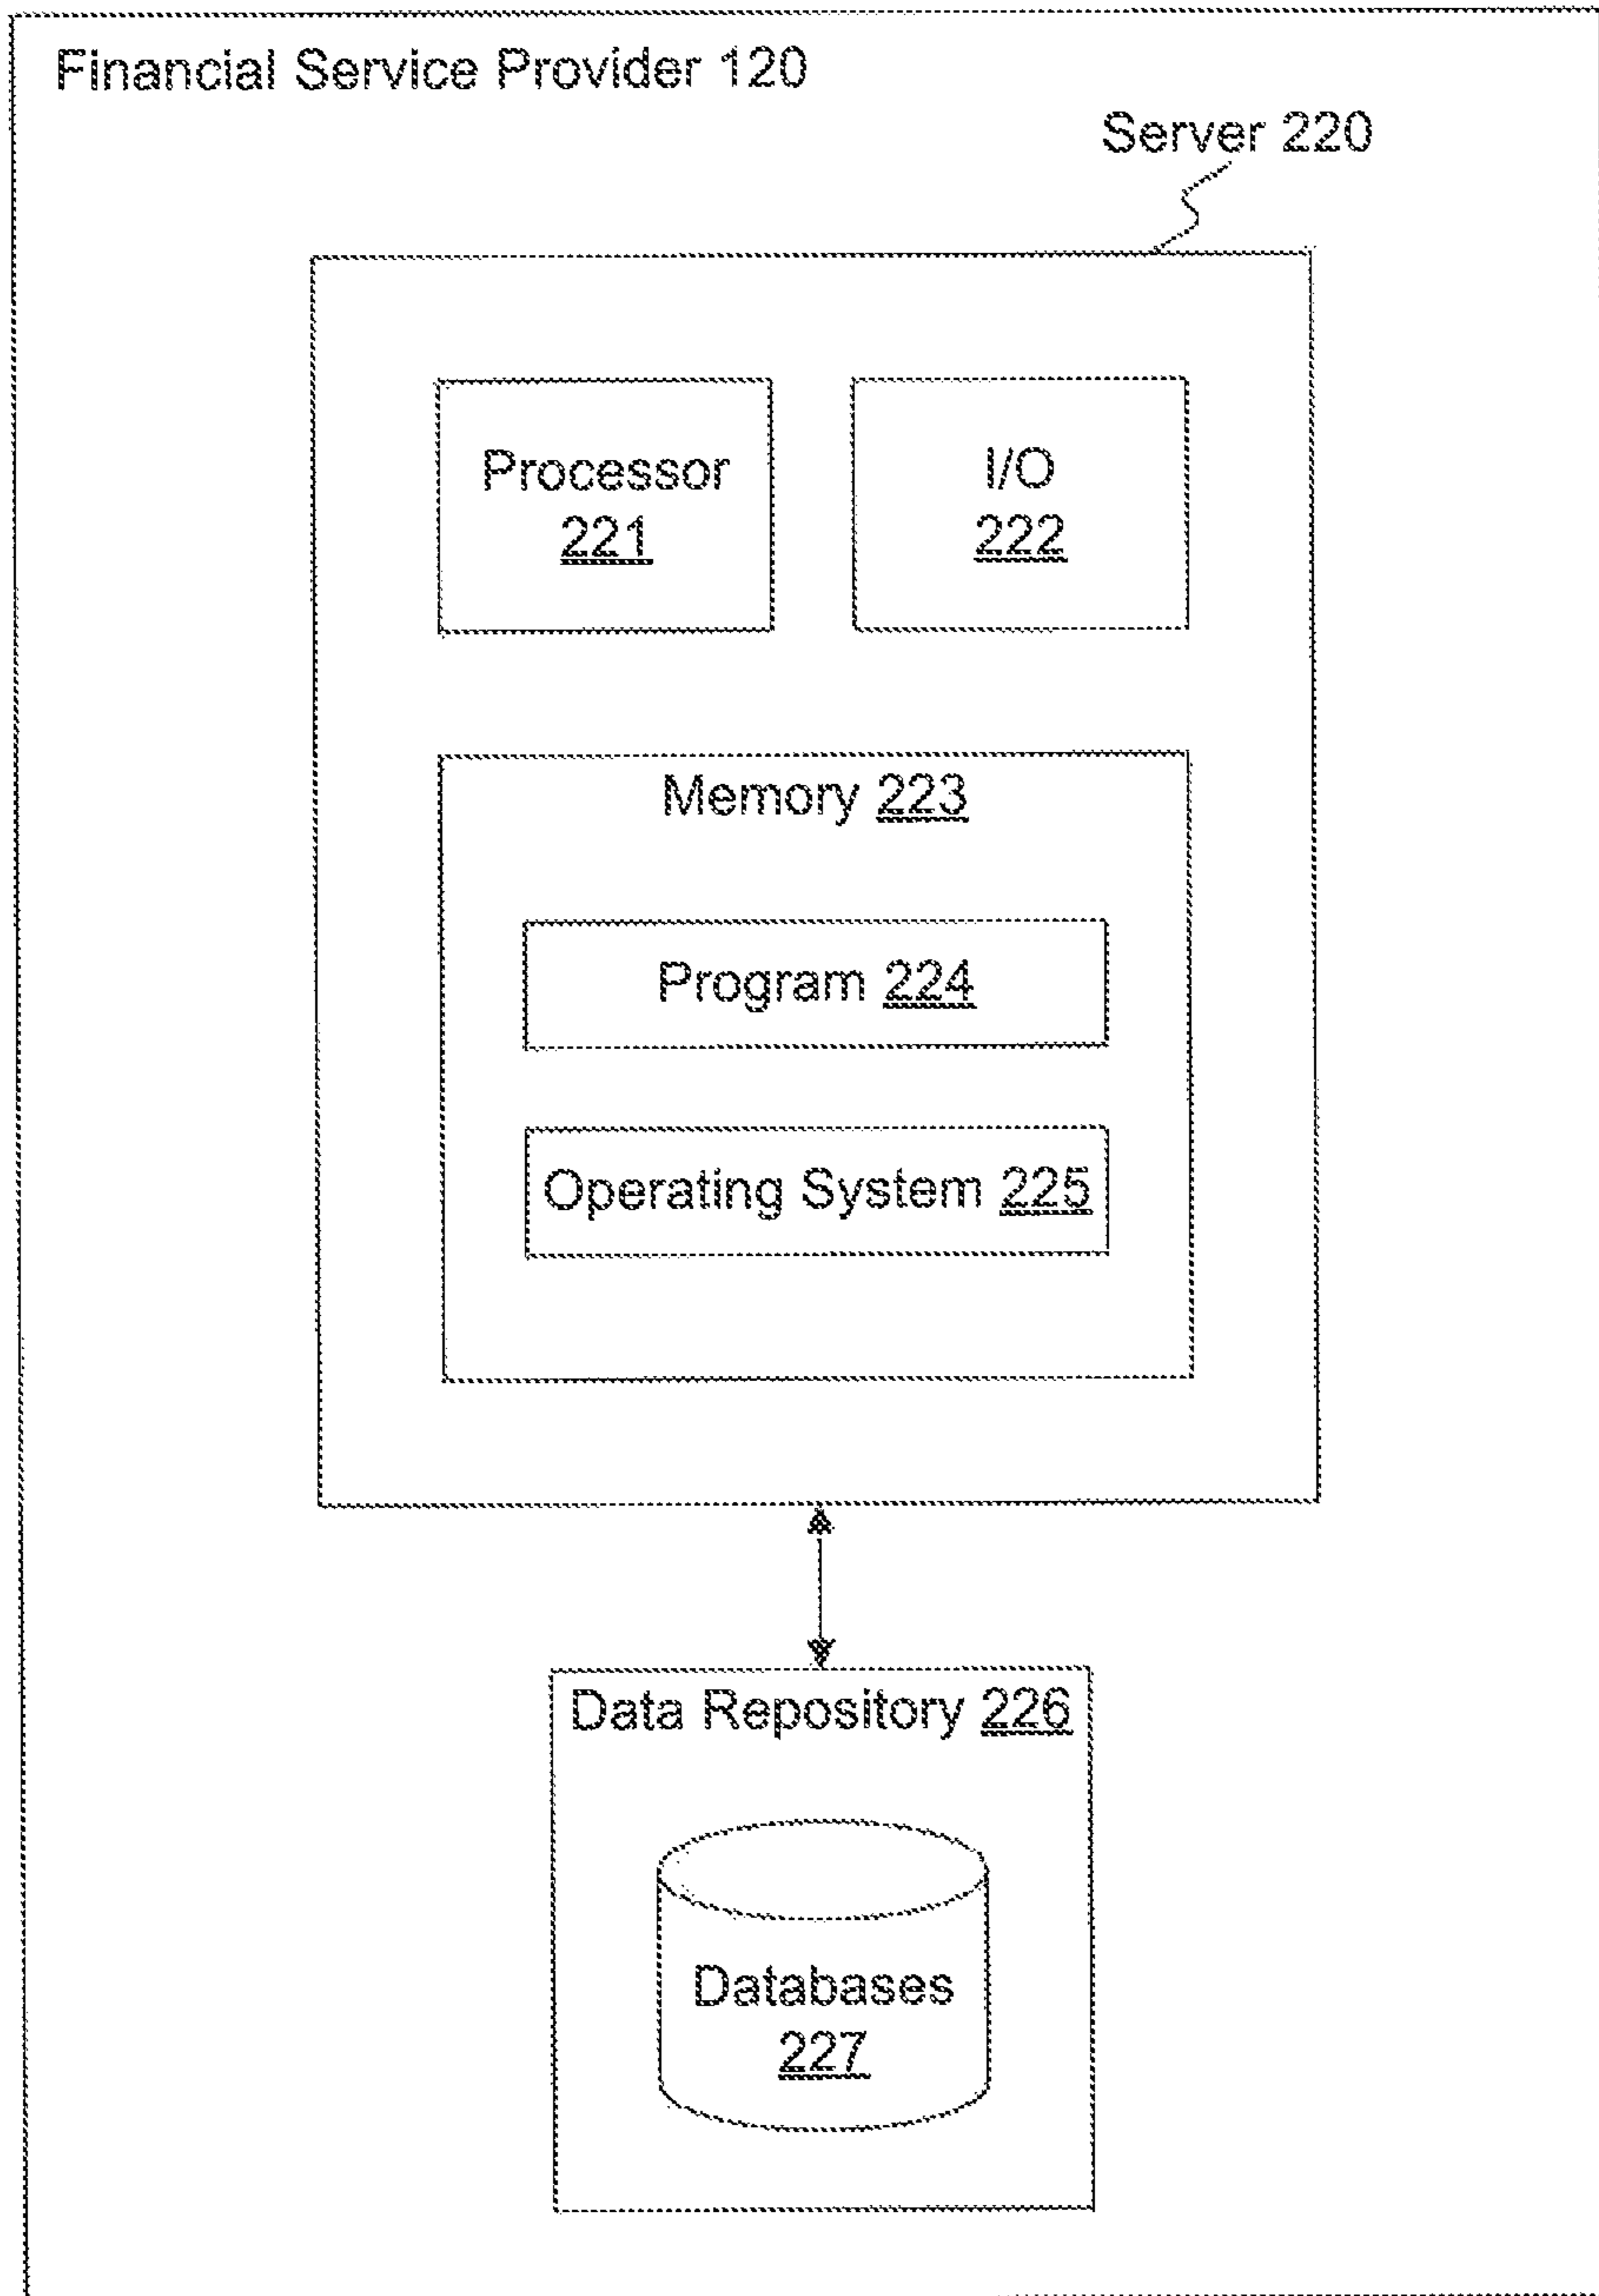 Financial Service Provider 120
Server 220
Processor
221
I/O
222
Memory 223
Program 224
Operating System 225
Data Repository 226
Databases
227